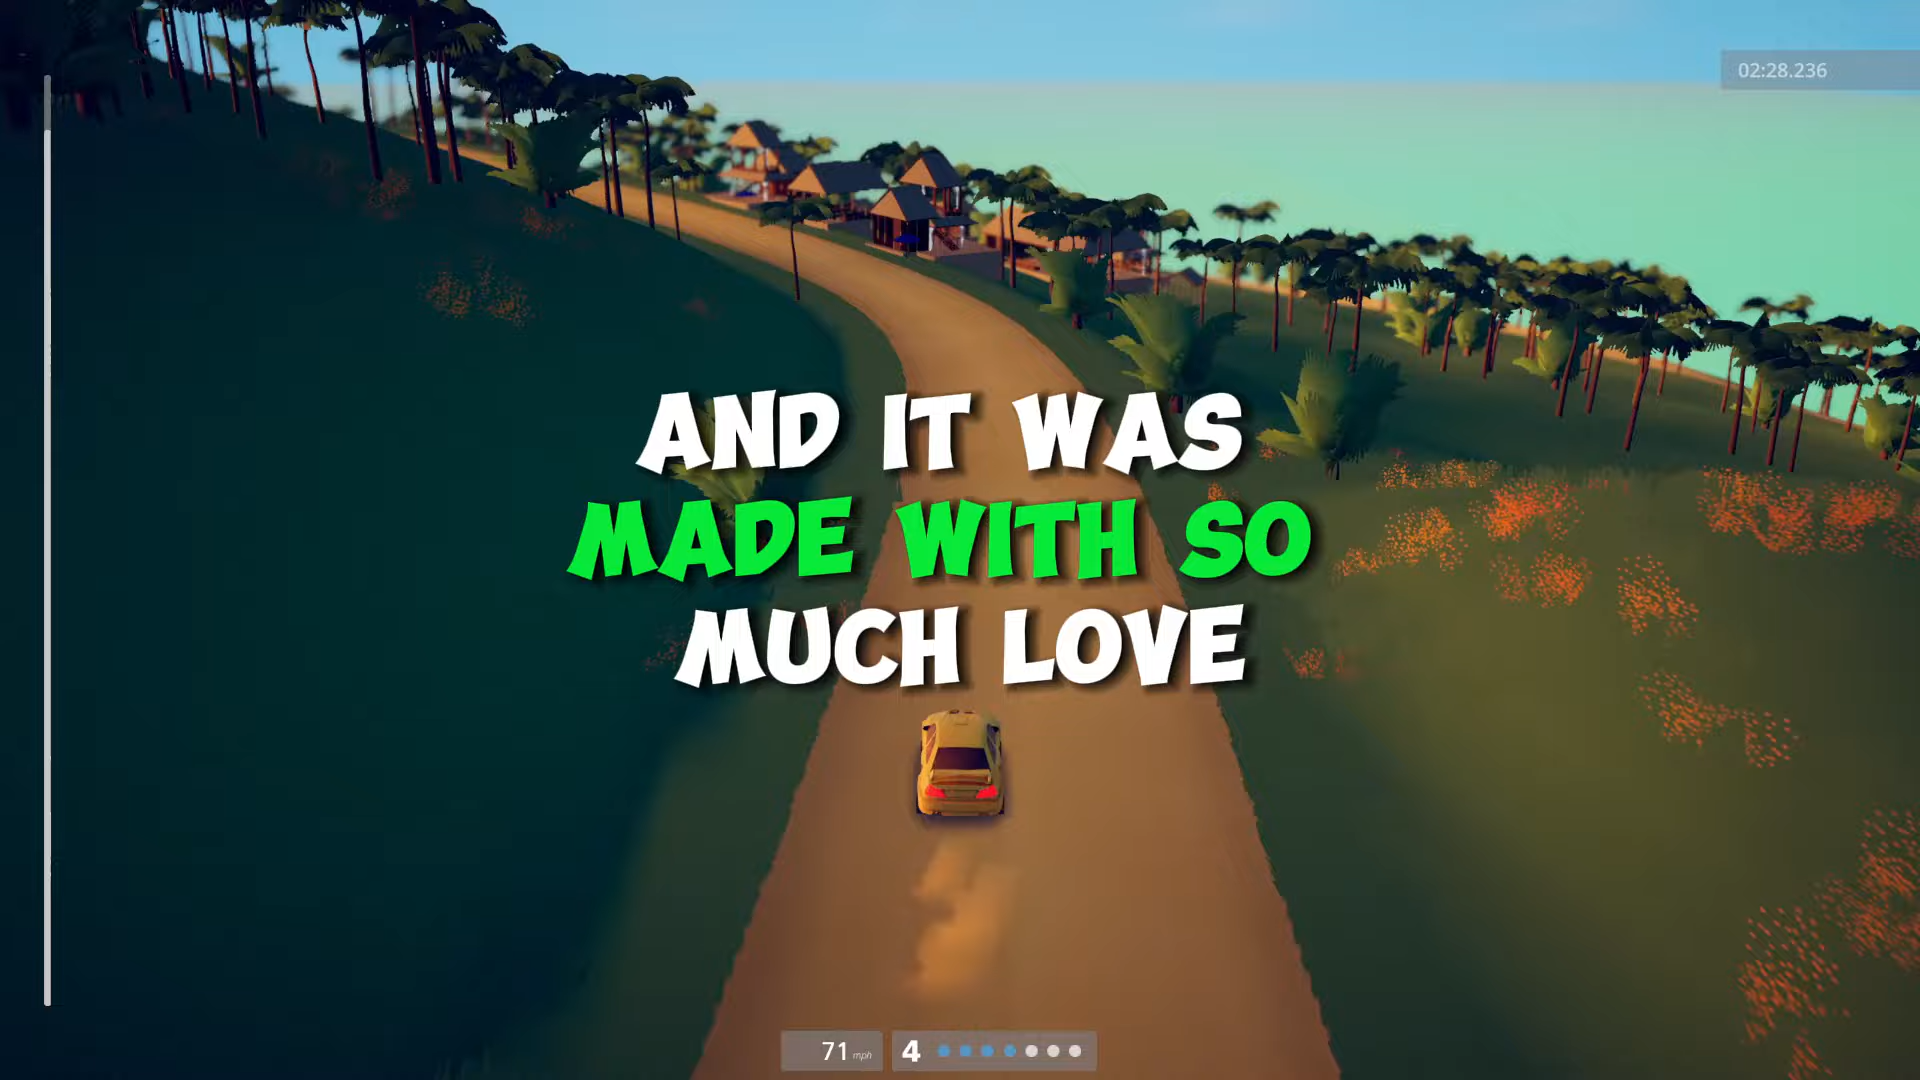 02:28.236
AND IT WAS
MADE WITH SO
MUCH LOVE
71 mph 4